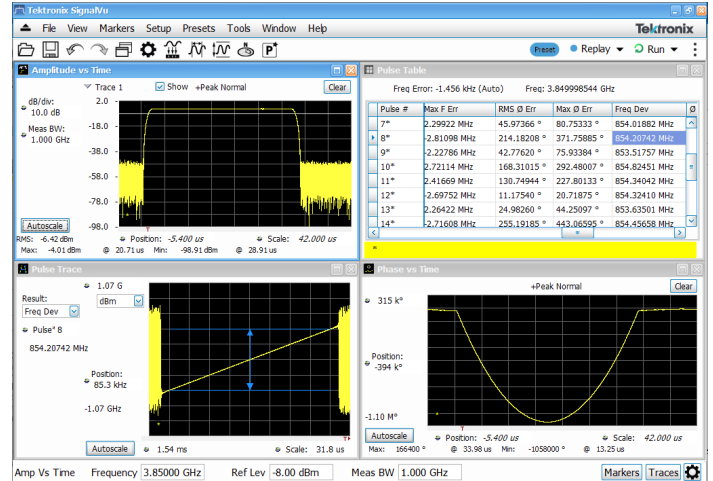 Tektronix SignalVu
File View Markers Setup Presets Tools Window Help
Tektronix
Preset Replay Run
Amplitude vs Time
Trace 1 Show +Peak Normal Clear
dB/div:
10.0 dB
Meas BW:
1.000 GHz
2.0
-18.0
-38.0
-58.0
-78.0
-98.0
Autoscale
Position: -5.400 us Scale: 42.000 us
RMS: -6.42 dBm
Max: -4.01 dBm @ 20.71 us Min: -98.91 dBm @ 28.91 us
Pulse Table
Freq Error: -1.456 kHz (Auto) Freq: 3.849998544 GHz
Pulse # Max F Err RMS Ø Err Max Ø Err Freq Dev Ø
7* 2.29922 MHz 45.97366 ° 80.75333 ° 854.01882 MHz
8* -2.81098 MHz 214.18208 ° 371.75885 ° 854.20742 MHz
9* -2.22786 MHz 42.77620 ° 75.93384 ° 853.51757 MHz
10* 2.72114 MHz 168.31015 ° 292.48007 ° 854.82451 MHz
11* 2.41669 MHz 130.74944 ° 227.80133 ° 854.34042 MHz
12* -2.69752 MHz 11.17540 ° 20.71875 ° 854.32410 MHz
13* 2.26422 MHz 24.98260 ° 44.25097 ° 853.63501 MHz
14* -2.71608 MHz 255.19185 ° 443.06595 ° 854.45658 MHz
Pulse Trace
1.07 G
Result:
Freq Dev
dBm
Pulse* 8
854.20742 MHz
Position:
85.3 kHz
-1.07 GHz
Autoscale 1.54 ms Scale: 31.8 us
Phase vs Time
+Peak Normal Clear
315 k°
Position:
-394 k°
-1.10 M°
Autoscale Position: -5.400 us Scale: 42.000 us
Max: 166400 ° @ 33.98 us Min: -1058000 ° @ 13.25 us
Amp Vs Time Frequency 3.85000 GHz Ref Lev -8.00 dBm Meas BW 1.000 GHz Markers Traces